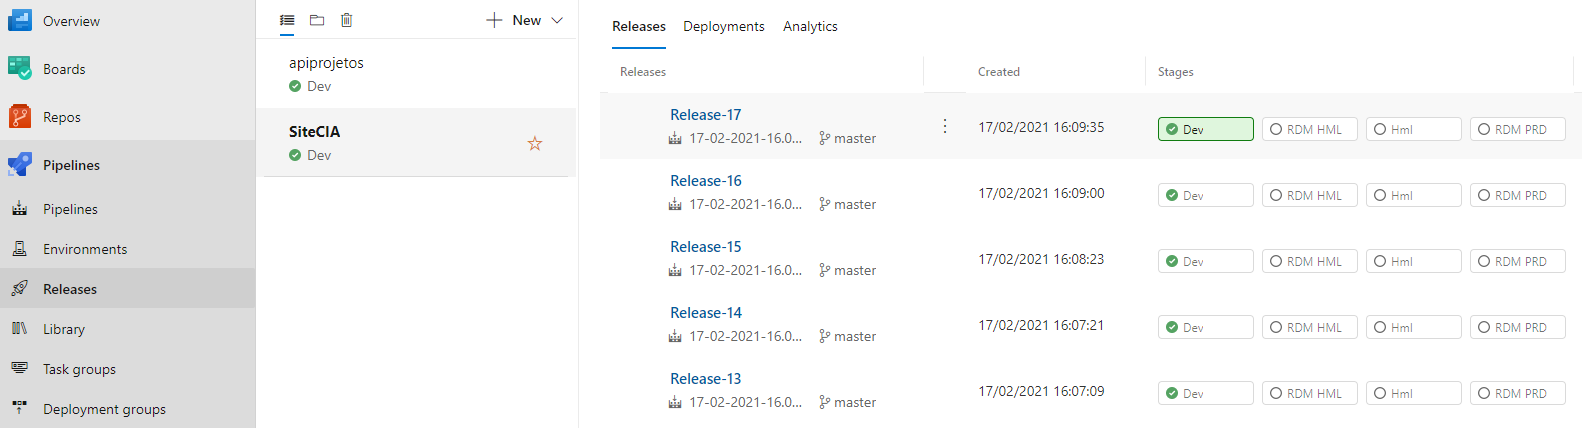 Overview
Boards
Repos
Pipelines
Pipelines
Environments
Releases
Library
Task groups
Deployment groups
New
apiprojetos
Dev
SiteCIA
Dev
Releases Deployments Analytics
Releases Created Stages
Release-17
17-02-2021-16.0... master 17/02/2021 16:09:35 Dev RDM HML Hml RDM PRD
Release-16
17-02-2021-16.0... master 17/02/2021 16:09:00 Dev RDM HML Hml RDM PRD
Release-15
17-02-2021-16.0... master 17/02/2021 16:08:23 Dev RDM HML Hml RDM PRD
Release-14
17-02-2021-16.0... master 17/02/2021 16:07:21 Dev RDM HML Hml RDM PRD
Release-13
17-02-2021-16.0... master 17/02/2021 16:07:09 Dev RDM HML Hml RDM PRD